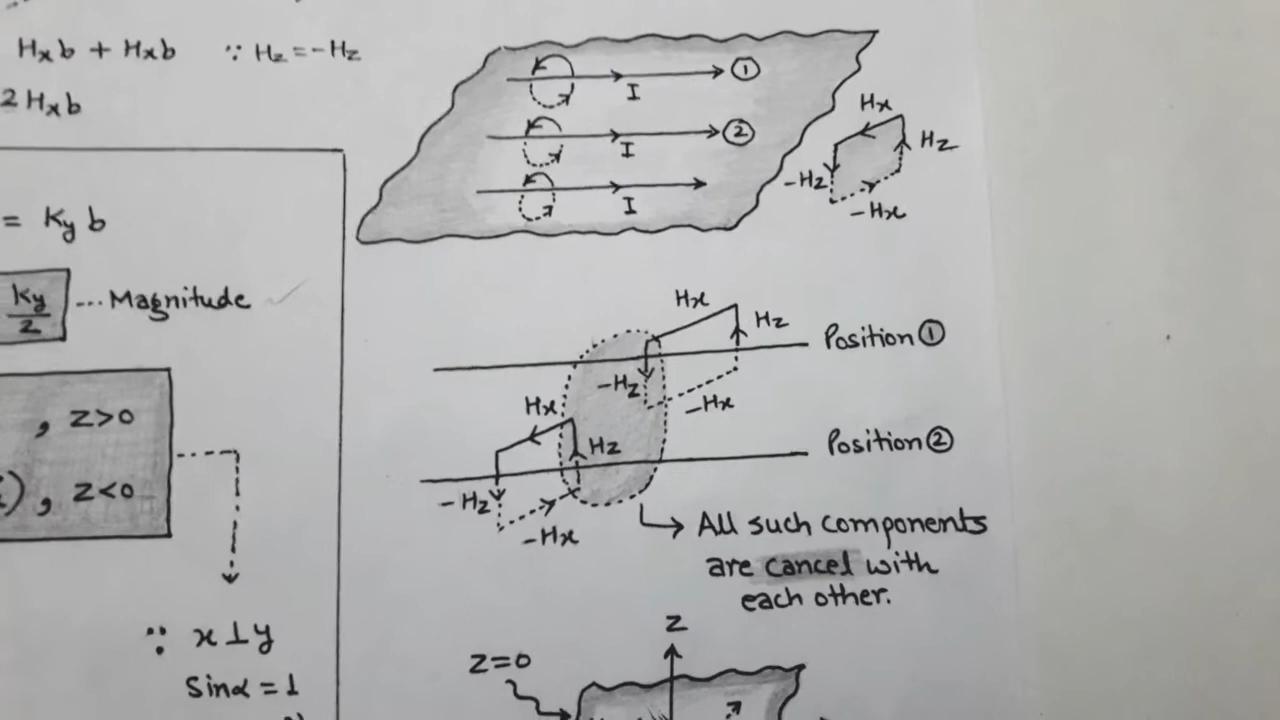 Hxb + Hxb ∵ Hz = -Hz
2Hxb
= Ky b
Ky/2 ... Magnitude
, z>0
) , z<0
∵ x⊥y
Sinα = 1
①
I
②
I
I
Hx
Hz
-Hz
-Hx
Hx
Hz
Position ①
-Hz
-Hx
Hx
Hz
Position ②
-Hz
-Hx
All such components
are cancel with
each other.
Z
Z=0